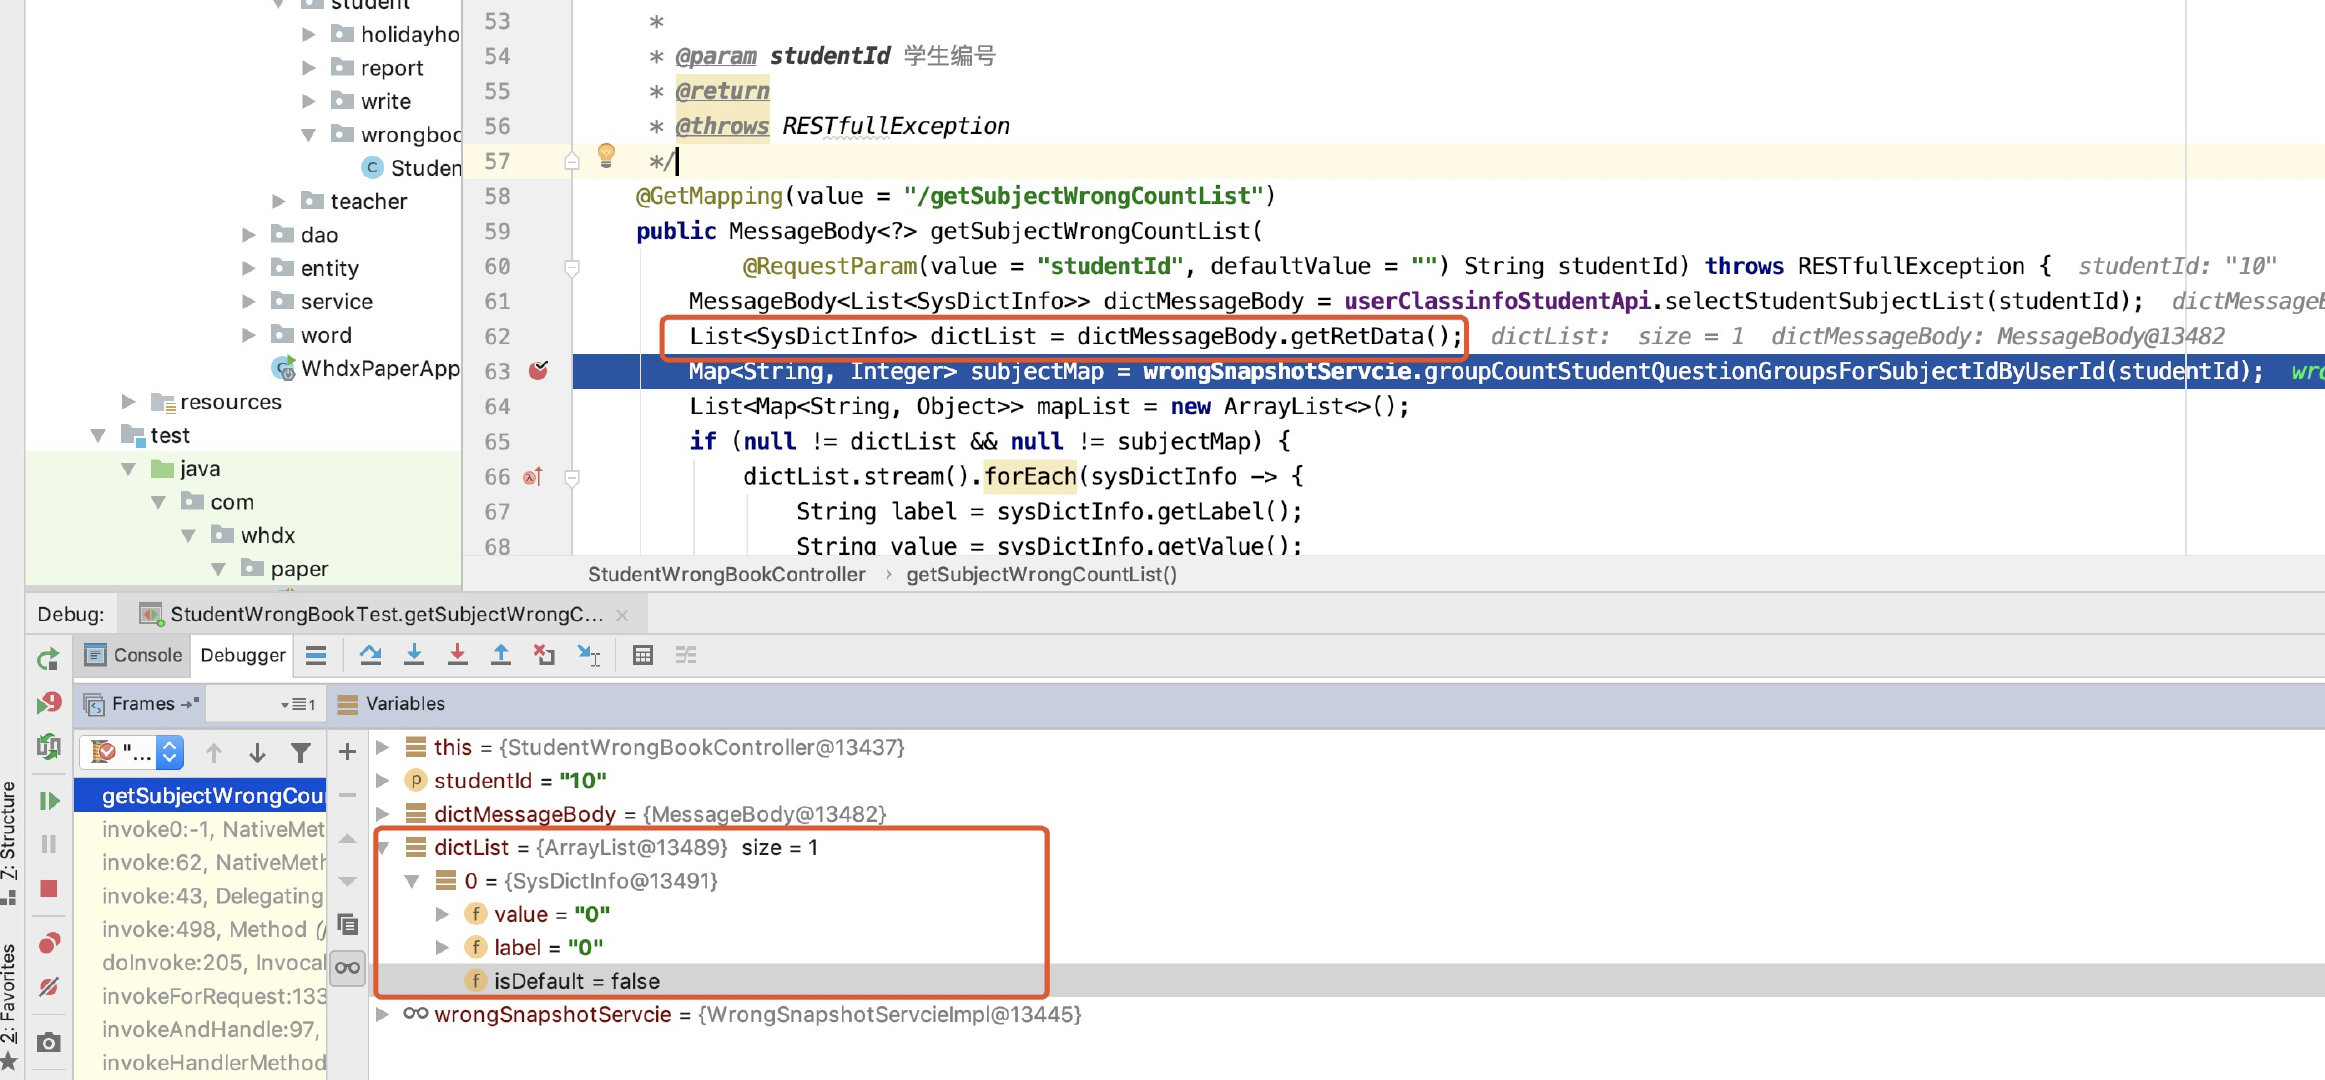 student
holidayho
report
write
wrongboo
Studen
teacher
dao
entity
service
word
WhdxPaperApp
resources
test
java
com
whdx
paper
53 *
54 * @param studentId 学生编号
55 * @return
56 * @throws RESTfullException
57 */
58 @GetMapping(value = "/getSubjectWrongCountList")
59 public MessageBody<?> getSubjectWrongCountList(
60 @RequestParam(value = "studentId", defaultValue = "") String studentId) throws RESTfullException { studentId: "10"
61 MessageBody<List<SysDictInfo>> dictMessageBody = userClassinfoStudentApi.selectStudentSubjectList(studentId); dictMessageB
62 List<SysDictInfo> dictList = dictMessageBody.getRetData(); dictList: size = 1 dictMessageBody: MessageBody@13482
63 Map<String, Integer> subjectMap = wrongSnapshotServcie.groupCountStudentQuestionGroupsForSubjectIdByUserId(studentId); wro
64 List<Map<String, Object>> mapList = new ArrayList<>();
65 if (null != dictList && null != subjectMap) {
66 dictList.stream().forEach(sysDictInfo -> {
67 String label = sysDictInfo.getLabel();
68 String value = sysDictInfo.getValue();
StudentWrongBookController › getSubjectWrongCountList()
Debug: StudentWrongBookTest.getSubjectWrongC... ×
Console Debugger
Frames 1 Variables
"...
getSubjectWrongCou
invoke0:-1, NativeMet
invoke:62, NativeMeth
invoke:43, Delegating
invoke:498, Method (
doInvoke:205, Invocal
invokeForRequest:133
invokeAndHandle:97,
invokeHandlerMethod
this = {StudentWrongBookController@13437}
p studentId = "10"
dictMessageBody = {MessageBody@13482}
dictList = {ArrayList@13489} size = 1
0 = {SysDictInfo@13491}
f value = "0"
f label = "0"
f isDefault = false
wrongSnapshotServcie = {WrongSnapshotServcieImpl@13445}
7: Structure
2: Favorites